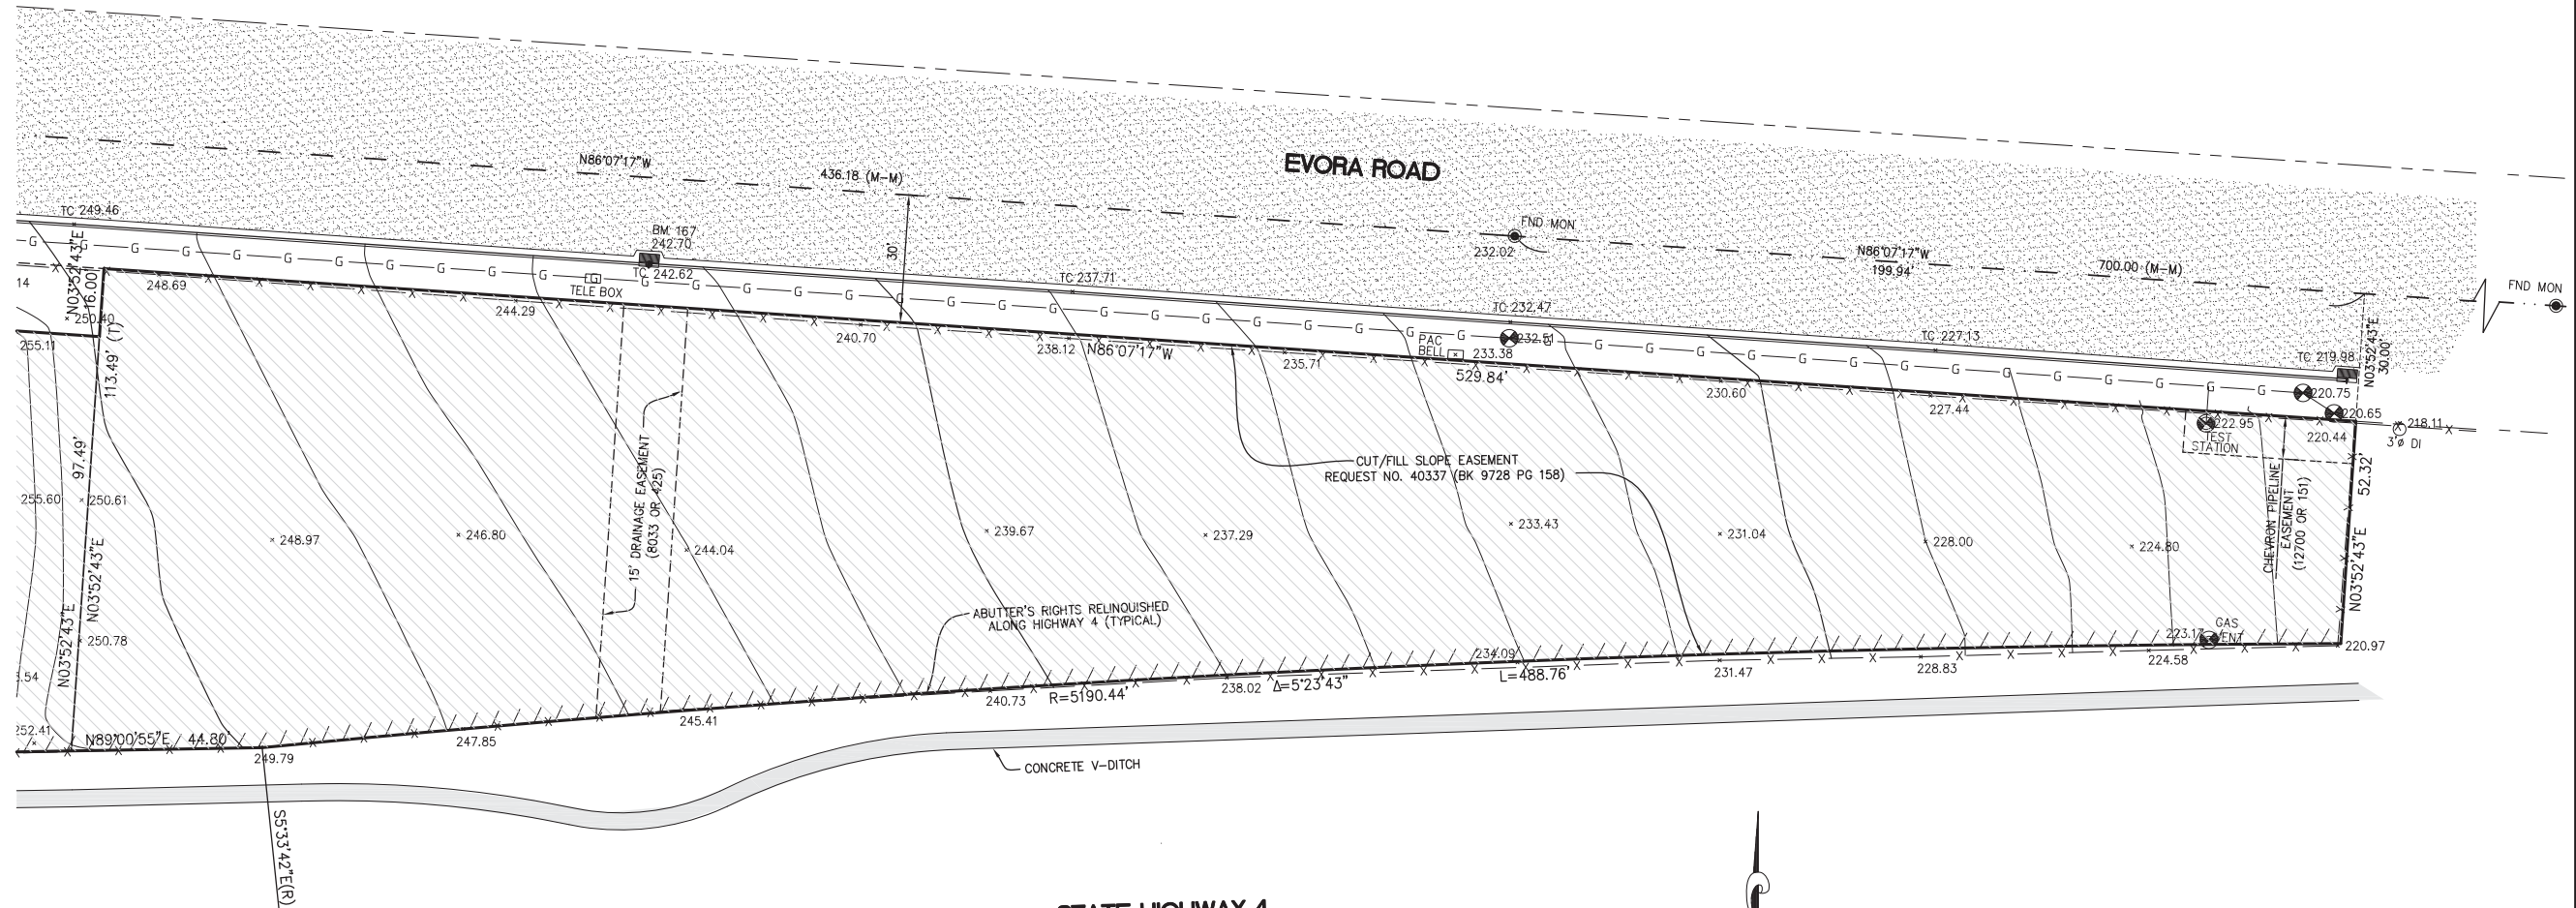 EVORA ROAD
N86°07'17"W
436.18 (M-M)
TC 249.46
BM 167
242.70
30'
FND MON
232.02
N86°07'17"W
199.94'
700.00 (M-M)
FND MON
N03°52'43"E
16.00'
G G G G G G G G G G G
TC 242.62
TELE BOX
TC 237.71
TC 232.47
TC 227.13
TC 219.98
N03°52'43"E
30.00'
14
248.69
250.40
255.11
113.49' (T)
244.29
240.70
238.12
N86°07'17"W
235.71
PAC
BELL
233.38
232.51
529.84'
230.60
227.44
220.75
220.65
222.95
TEST
STATION
220.44
218.11
3'ø DI
97.49'
255.60
250.61
248.97
246.80
15' DRAINAGE EASEMENT
(8033 OR 425)
244.04
239.67
237.29
CUT/FILL SLOPE EASEMENT
REQUEST NO. 40337 (BK 9728 PG 158)
233.43
231.04
228.00
224.80
CHEVRON PIPELINE
EASEMENT
(12700 OR 151)
52.32'
N03°52'43"E
N03°52'43"E
N03°52'43"E
250.78
ABUTTER'S RIGHTS RELINQUISHED
ALONG HIGHWAY 4 (TYPICAL)
GAS
VENT
223.17
220.97
.54
252.41
N89°00'55"E 44.80'
249.79
247.85
245.41
240.73
R=5190.44'
238.02
Δ=5°23'43"
234.09
L=488.76'
231.47
228.83
224.58
CONCRETE V-DITCH
S5°33'42"E(R)
STATE HIGHWAY 4